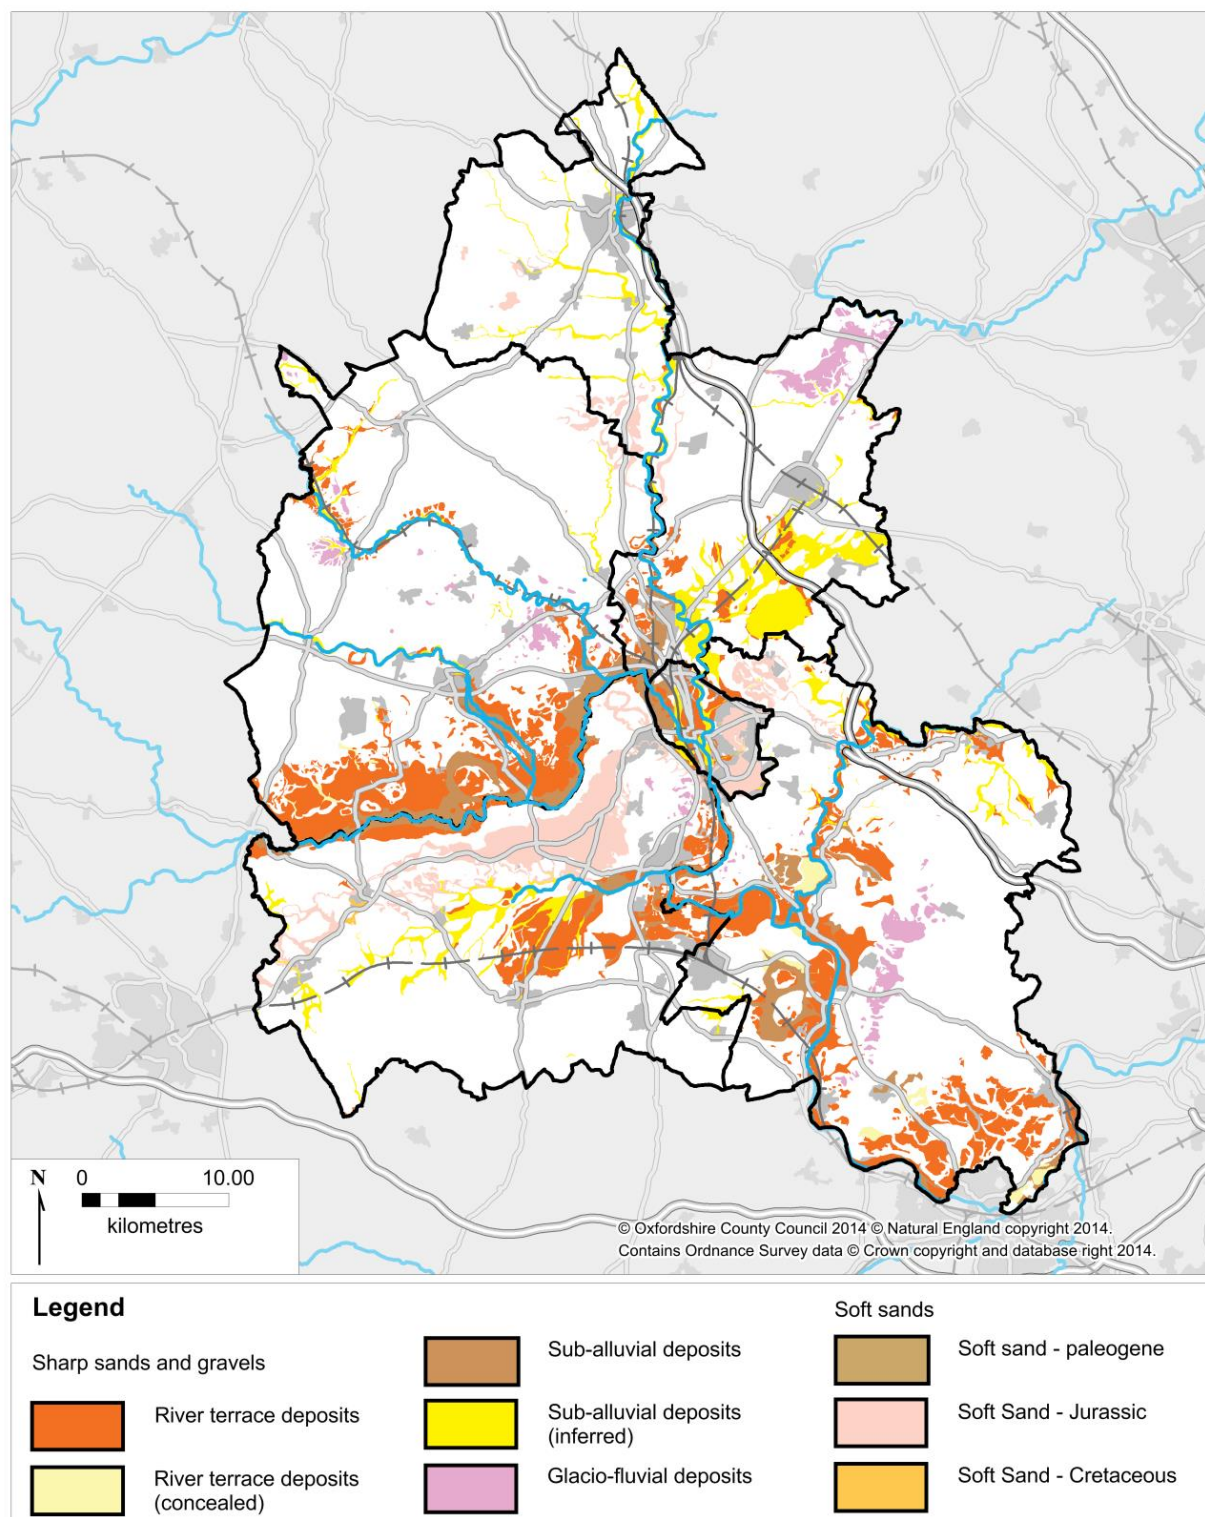 N
0 10.00
kilometres
© Oxfordshire County Council 2014 © Natural England copyright 2014.
Contains Ordnance Survey data © Crown copyright and database right 2014.
Legend
Sharp sands and gravels
River terrace deposits
River terrace deposits
(concealed)
Sub-alluvial deposits
Sub-alluvial deposits
(inferred)
Glacio-fluvial deposits
Soft sands
Soft sand - paleogene
Soft Sand - Jurassic
Soft Sand - Cretaceous